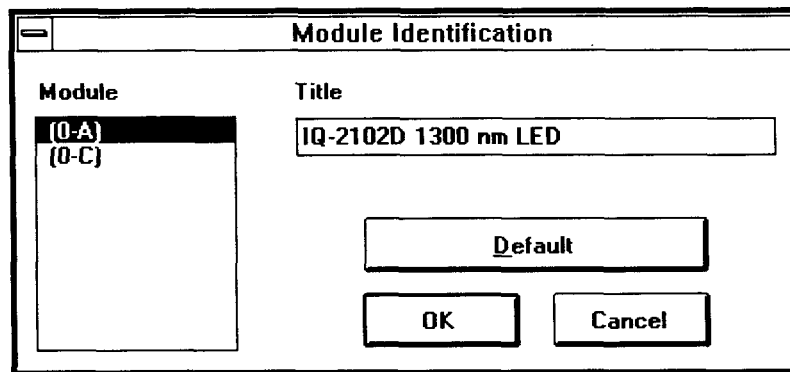 Module Identification
Module
(0-A)
(0-C)
Title
IQ-2102D 1300 nm LED
Default
OK
Cancel